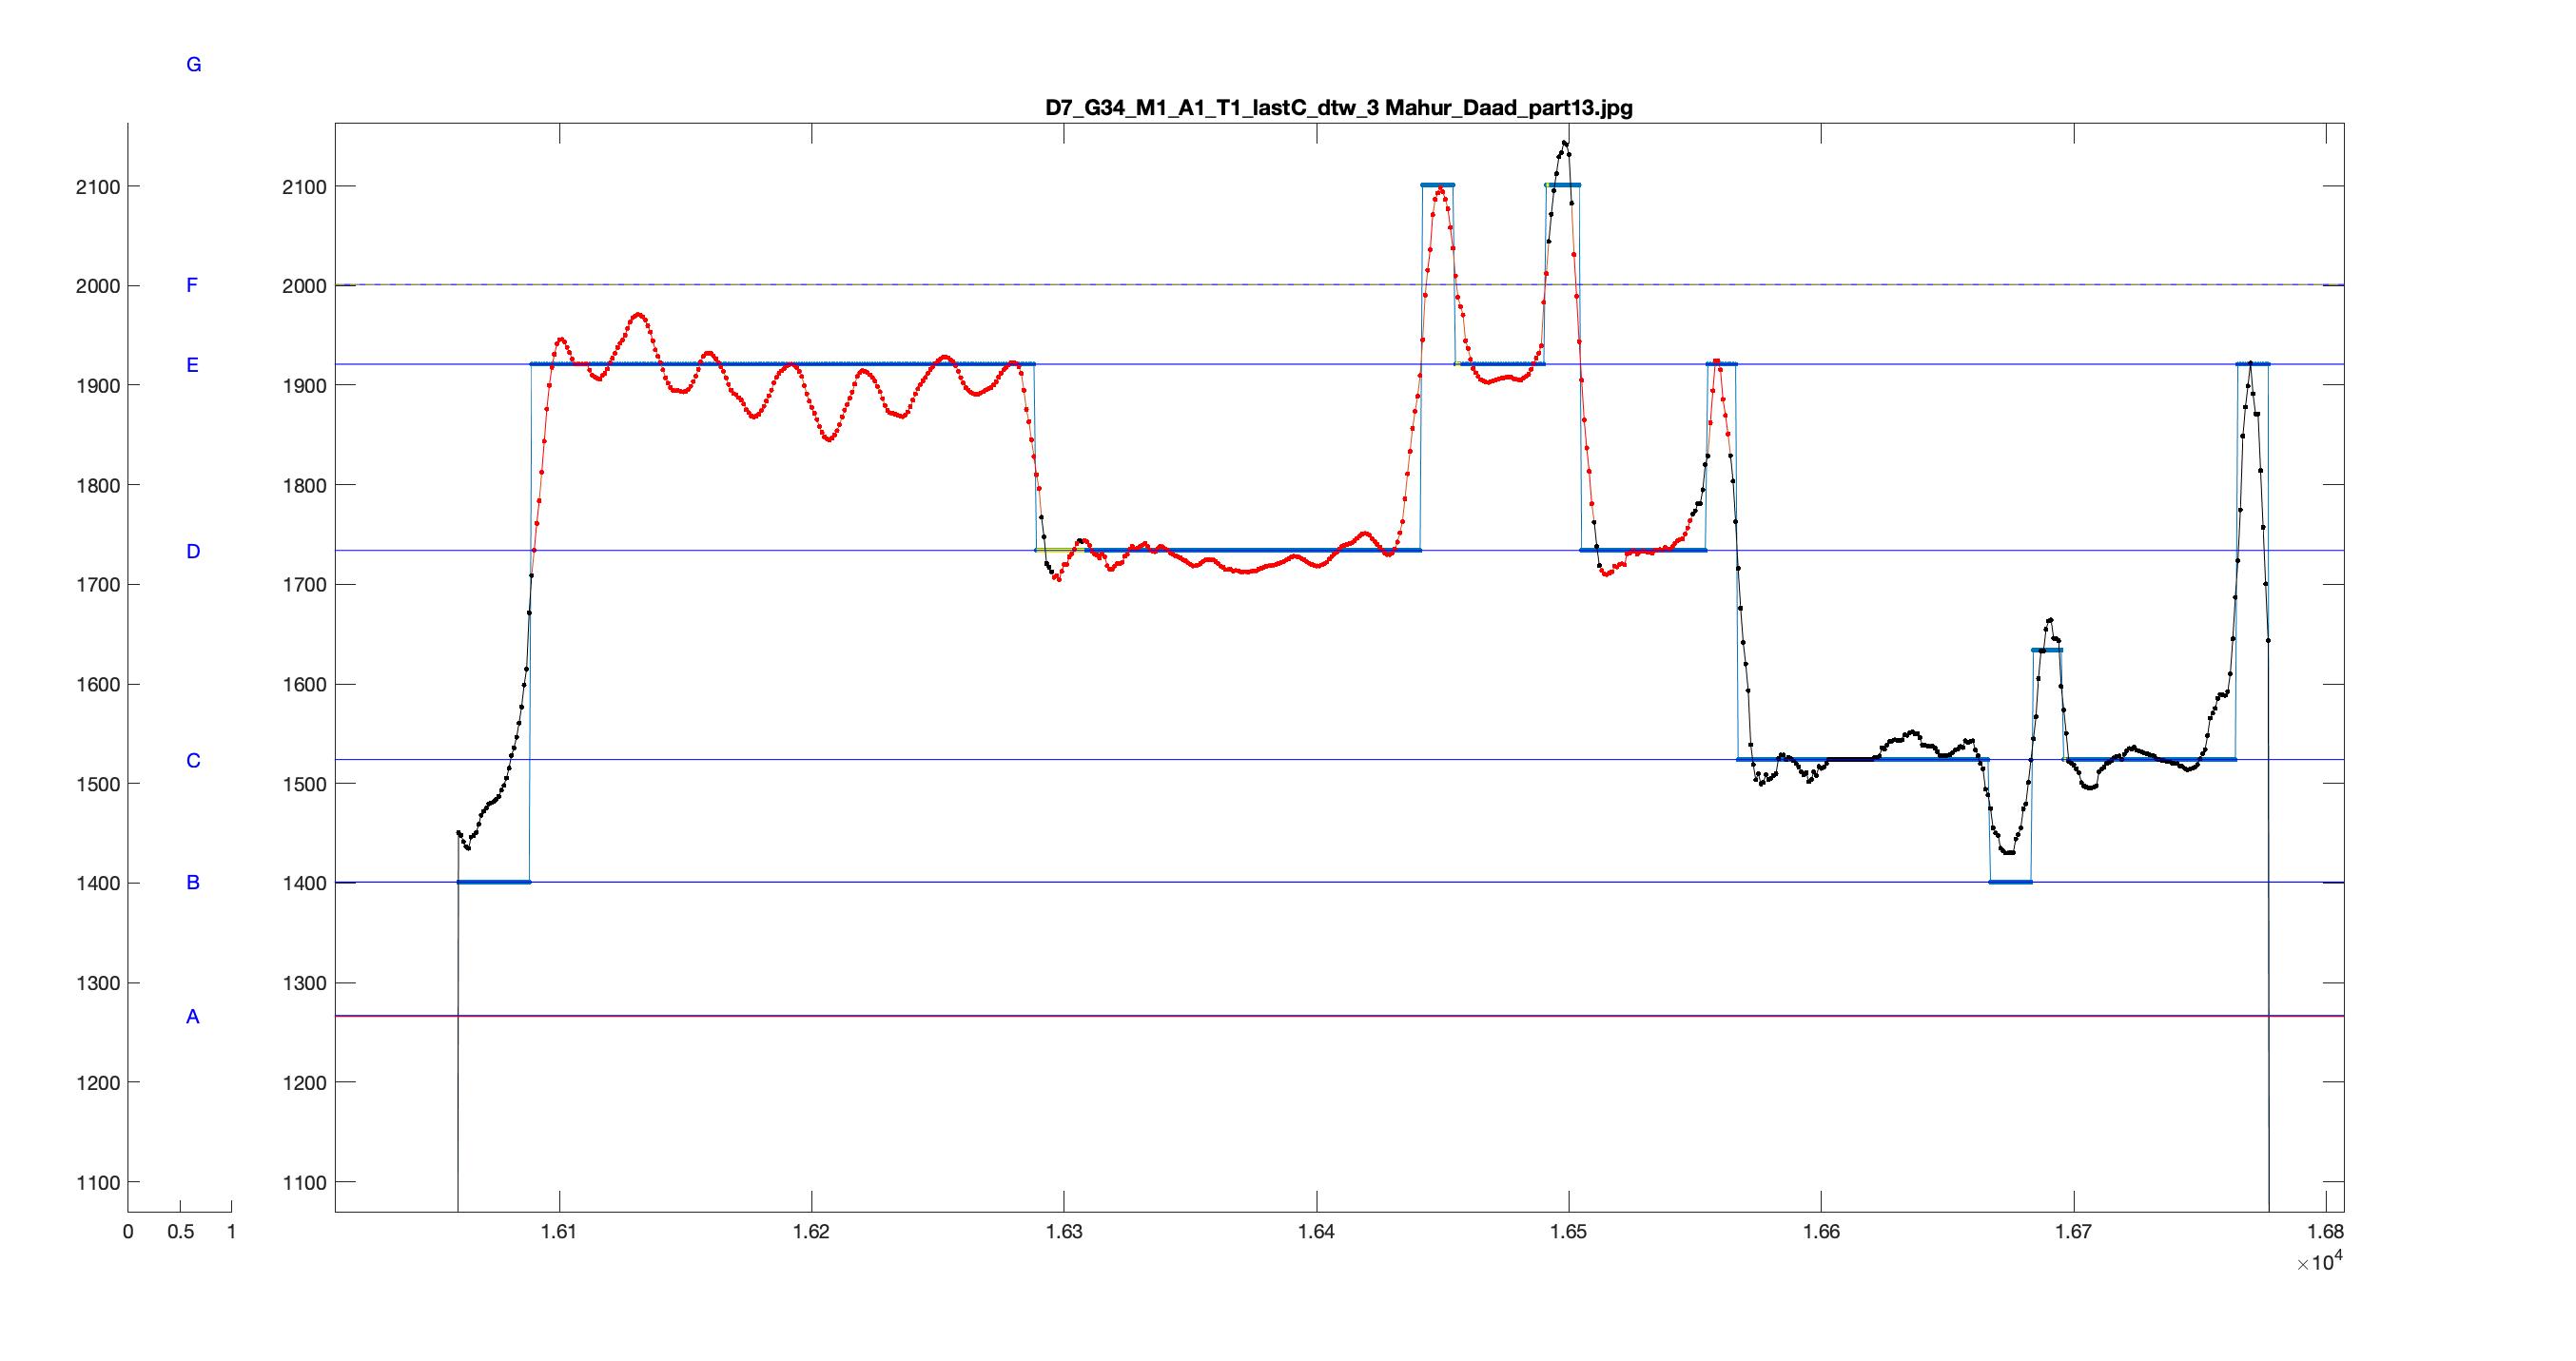 G
D7_G34_M1_A1_T1_lastC_dtw_3 Mahur_Daad_part13.jpg
2100 2100
F 2000 2000
E 1900 1900
1800 1800
D
1700 1700
1600 1600
C
1500 1500
B 1400 1400
1300 1300
A
1200 1200
1100 1100
0 0.5 1 1.61 1.62 1.63 1.64 1.65 1.66 1.67 1.68
×10⁴